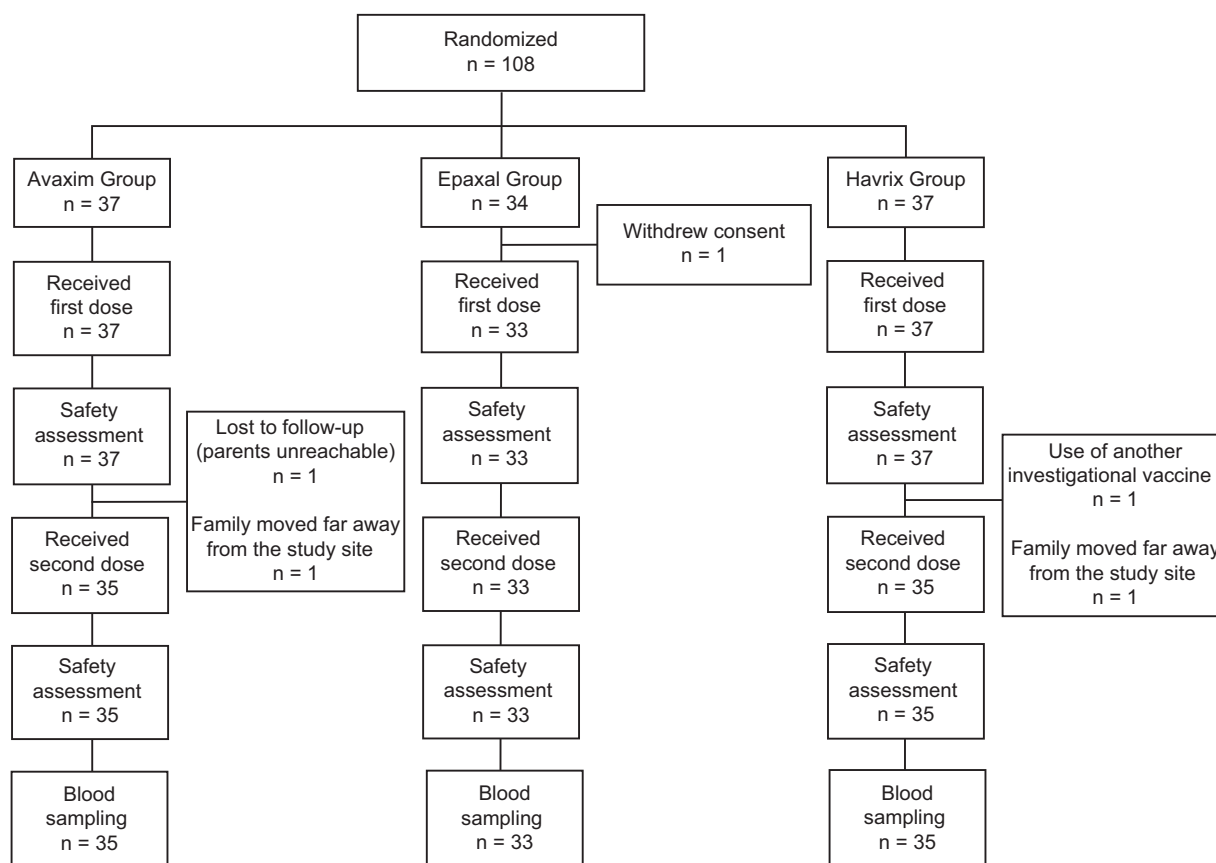 Randomized
n = 108
Avaxim Group
n = 37
Epaxal Group
n = 34
Havrix Group
n = 37
Withdrew consent
n = 1
Received
first dose
n = 37
Received
first dose
n = 33
Received
first dose
n = 37
Safety
assessment
n = 37
Lost to follow-up
(parents unreachable)
n = 1
Family moved far away
from the study site
n = 1
Safety
assessment
n = 33
Safety
assessment
n = 37
Use of another
investigational vaccine
n = 1
Family moved far away
from the study site
n = 1
Received
second dose
n = 35
Received
second dose
n = 33
Received
second dose
n = 35
Safety
assessment
n = 35
Safety
assessment
n = 33
Safety
assessment
n = 35
Blood
sampling
n = 35
Blood
sampling
n = 33
Blood
sampling
n = 35